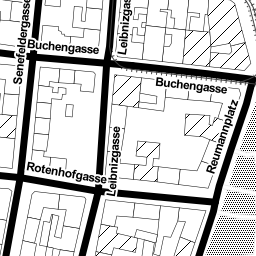 Senefeldergasse
Leibnizgasse
Buchengasse
Buchengasse
Reumannplatz
Leibnizgasse
Rotenhofgasse